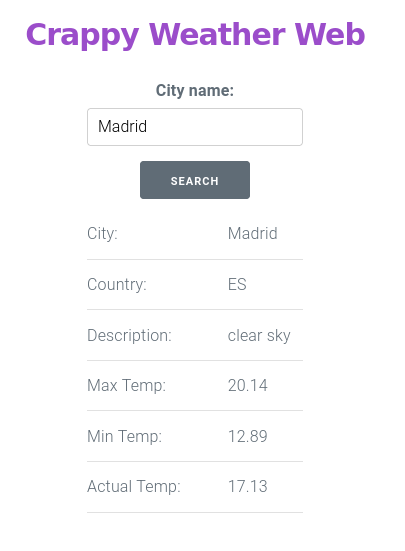 Crappy Weather Web
City name:
Madrid
SEARCH
City: Madrid
Country: ES
Description: clear sky
Max Temp: 20.14
Min Temp: 12.89
Actual Temp: 17.13